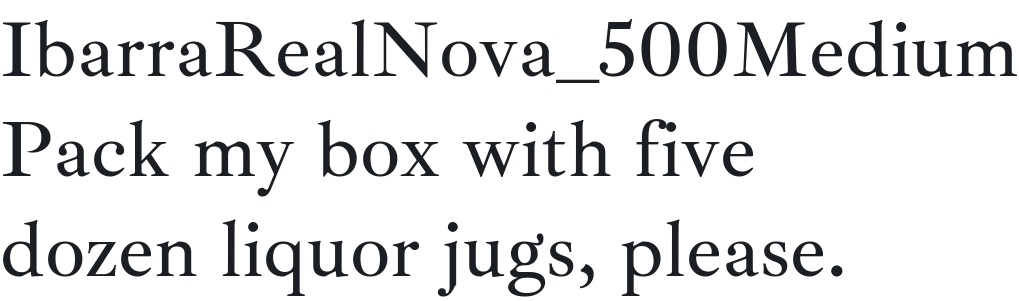 IbarraRealNova_500Medium
Pack my box with five
dozen liquor jugs, please.